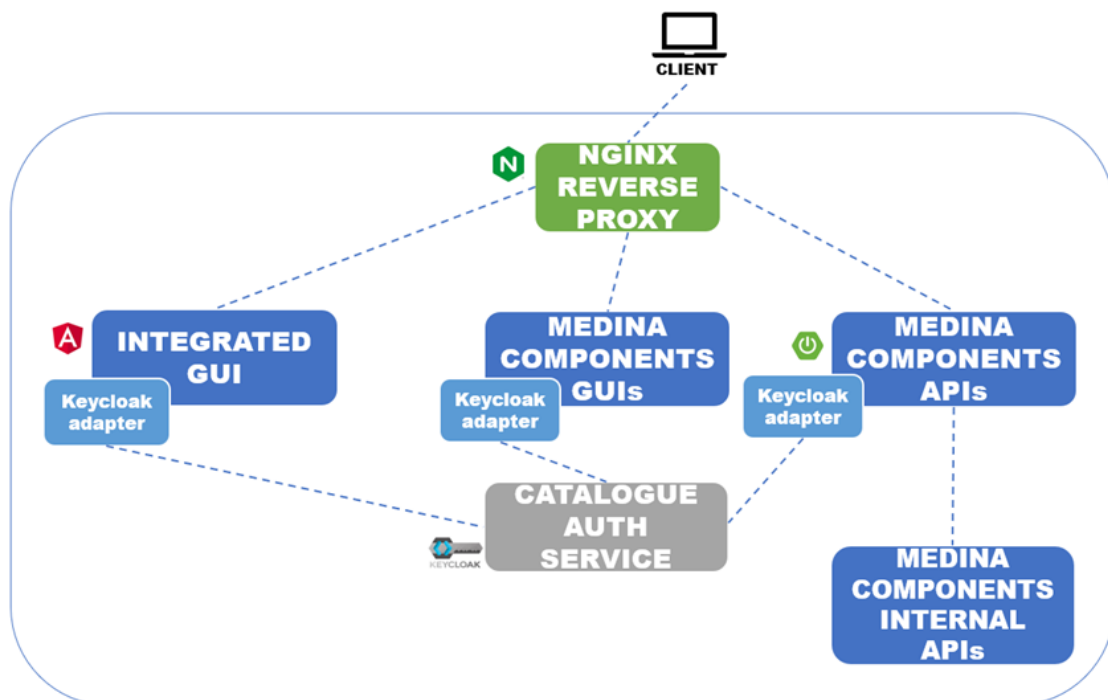 CLIENT
N
NGINX
REVERSE
PROXY
A
INTEGRATED
GUI
Keycloak
adapter
MEDINA
COMPONENTS
GUIs
Keycloak
adapter
MEDINA
COMPONENTS
APIs
Keycloak
adapter
CATALOGUE
AUTH
SERVICE
KEYCLOAK
MEDINA
COMPONENTS
INTERNAL
APIs